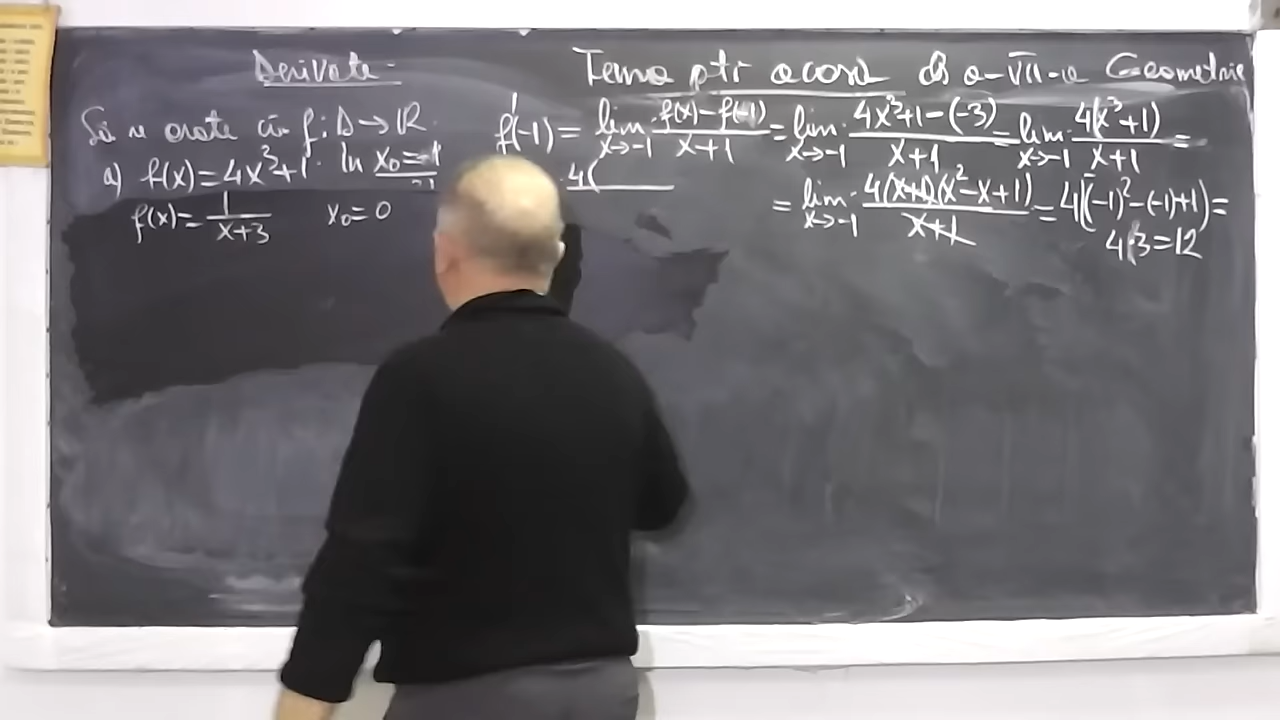 Derivate
Temă ptr acasă cls a-VII-a Geometrie
Să se arate că f: D→R
a) f(x)=4x³+1 în x₀=-1
f(x)=1/(x+3) x₀=0
f'(-1)=lim x→-1 (f(x)-f(-1))/(x+1)=lim x→-1 (4x³+1-(-3))/(x+1)=lim x→-1 4(x³+1)/(x+1)=
4(
=lim x→-1 4(x+1)(x²-x+1)/(x+1)=4((-1)²-(-1)+1)=
4·3=12